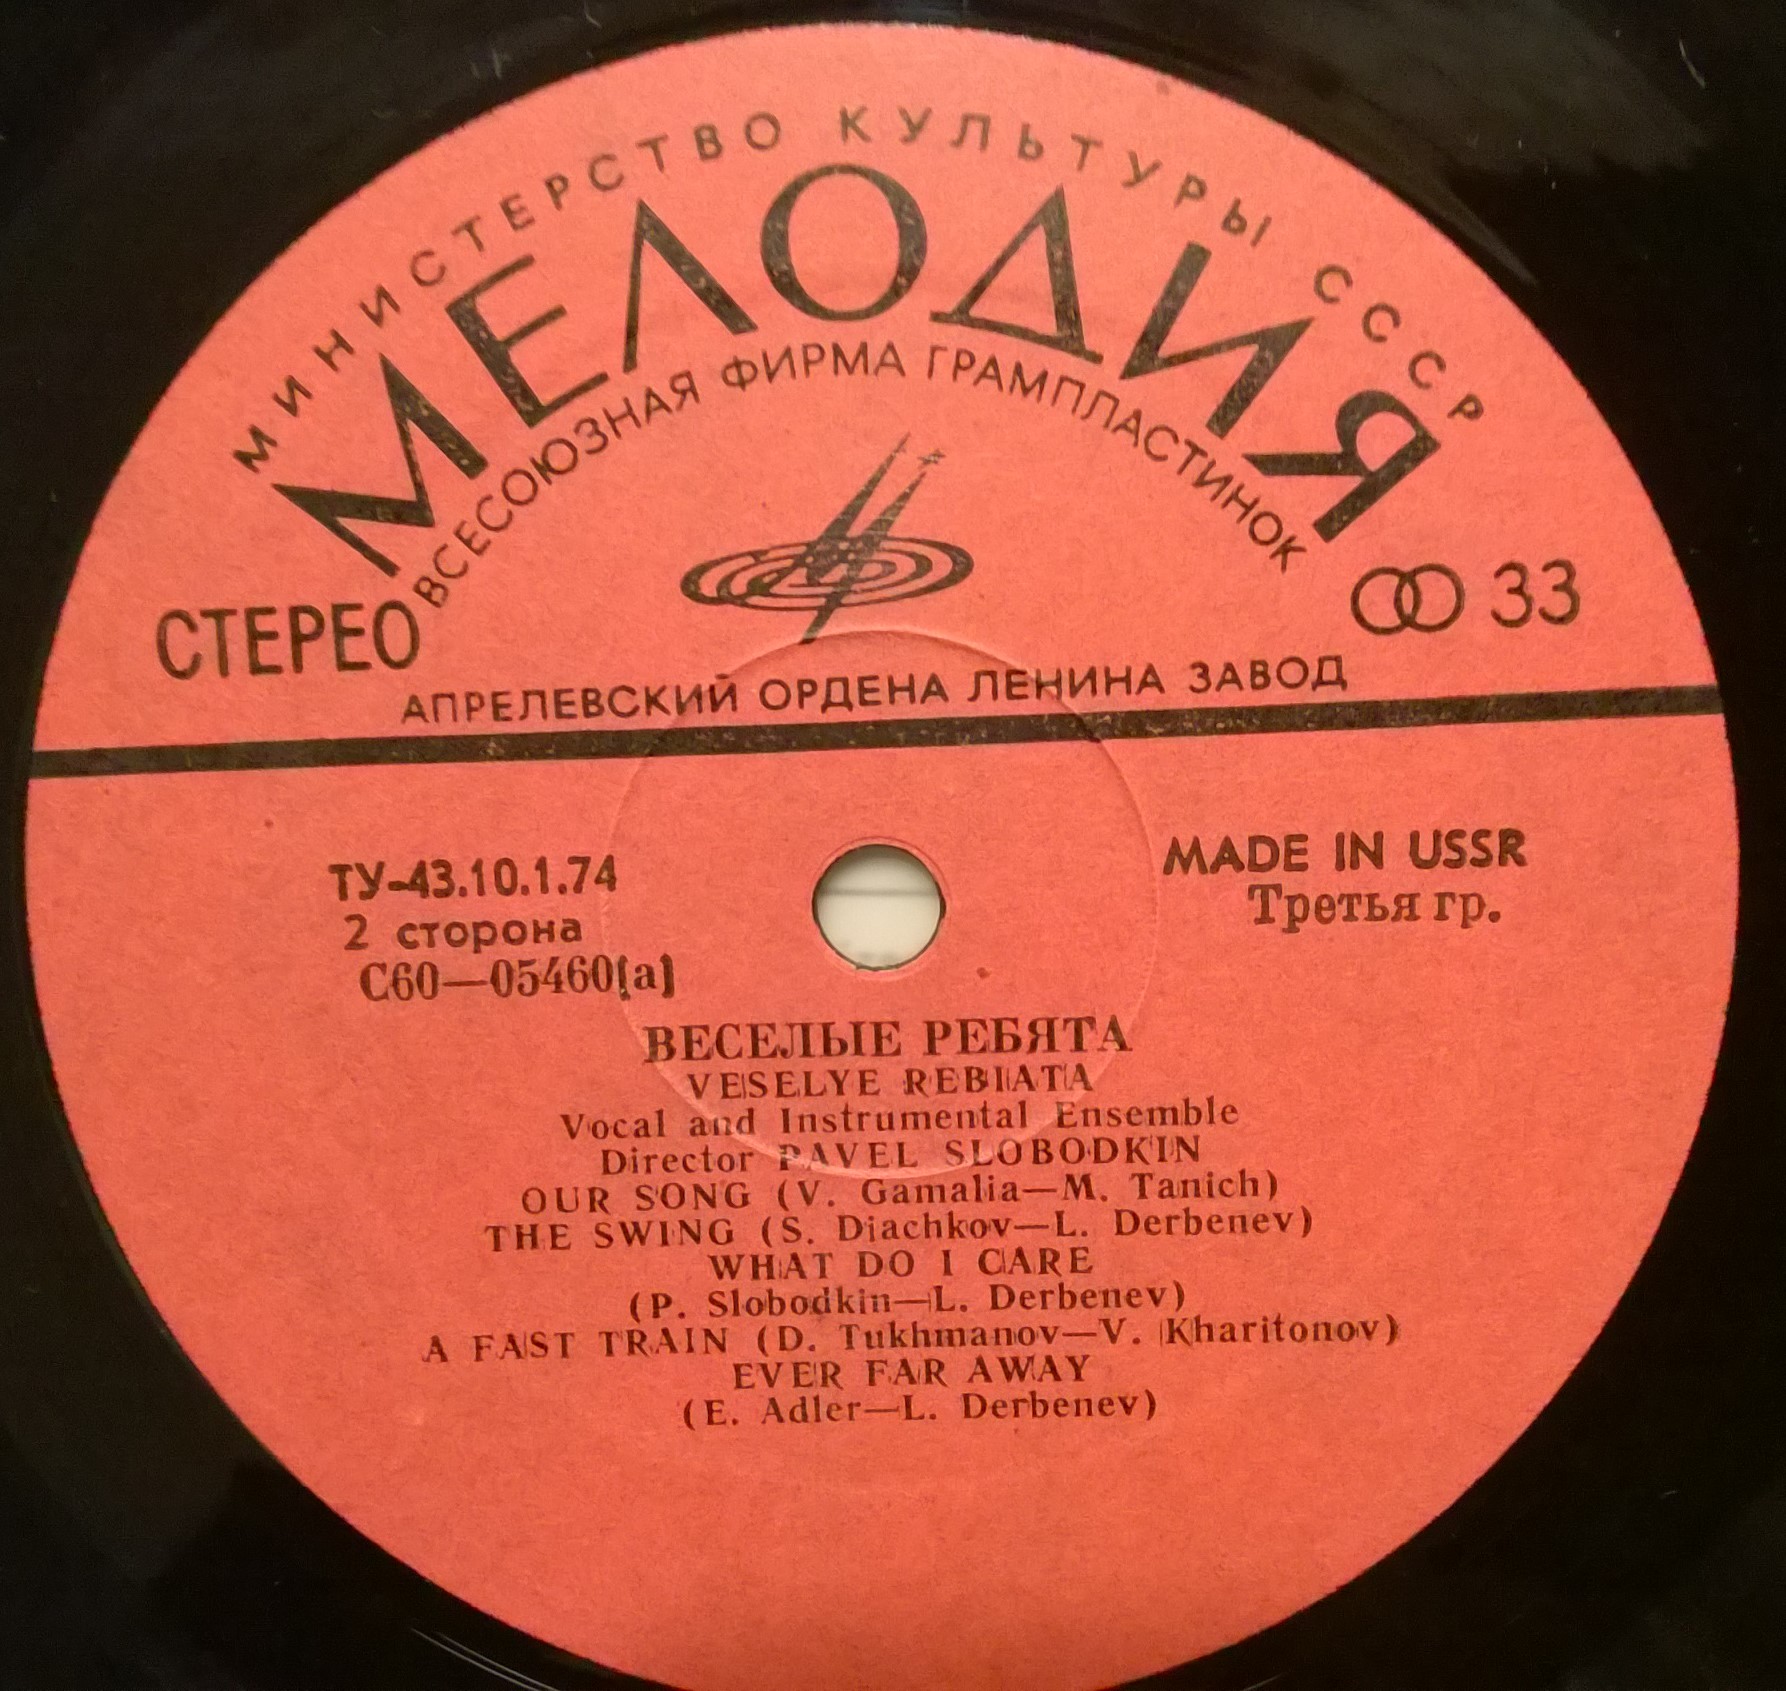 МИНИСТЕРСТВО КУЛЬТУРЫ СССР
МЕЛОДИЯ
ВСЕСОЮЗНАЯ ФИРМА ГРАМПЛАСТИНОК
СТЕРЕО
33
АПРЕЛЕВСКИЙ ОРДЕНА ЛЕНИНА ЗАВОД
ТУ-43.10.1.74
2 сторона
С60—05460(а)
MADE IN USSR
Третья гр.
ВЕСЕЛЫЕ РЕБЯТА
VESELYE REBIATA
Vocal and Instrumental Ensemble
Director PAVEL SLOBODKIN
OUR SONG (V. Gamalia—M. Tanich)
THE SWING (S. Diachkov—L. Derbenev)
WHAT DO I CARE
(P. Slobodkin—L. Derbenev)
A FAST TRAIN (D. Tukhmanov—V. Kharitonov)
EVER FAR AWAY
(E. Adler—L. Derbenev)